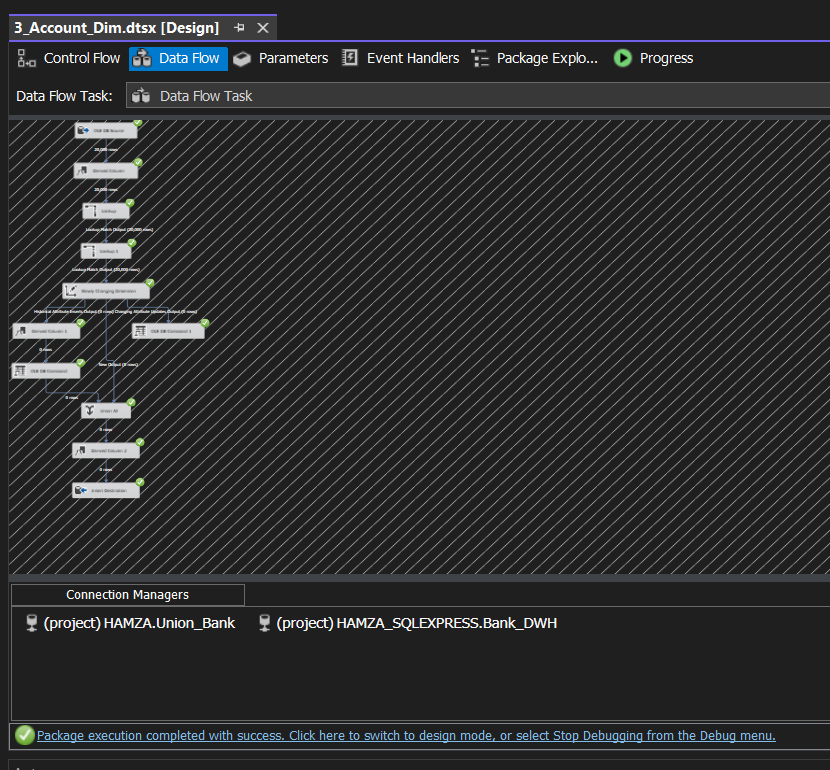 3_Account_Dim.dtsx [Design]
Control Flow Data Flow Parameters Event Handlers Package Explo... Progress
Data Flow Task: Data Flow Task
OLE DB Source
20,000 rows
Derived Column
20,000 rows
Lookup
Lookup Match Output (20,000 rows)
Lookup 1
Lookup Match Output (20,000 rows)
Slowly Changing Dimension
Historical Attribute Inserts Output (0 rows) Changing Attribute Updates Output (0 rows)
Derived Column 1 OLE DB Command 1
0 rows
New Output (0 rows)
OLE DB Command
0 rows
Union All
0 rows
Derived Column 2
0 rows
Insert Destination
Connection Managers
(project) HAMZA.Union_Bank (project) HAMZA_SQLEXPRESS.Bank_DWH
Package execution completed with success. Click here to switch to design mode, or select Stop Debugging from the Debug menu.